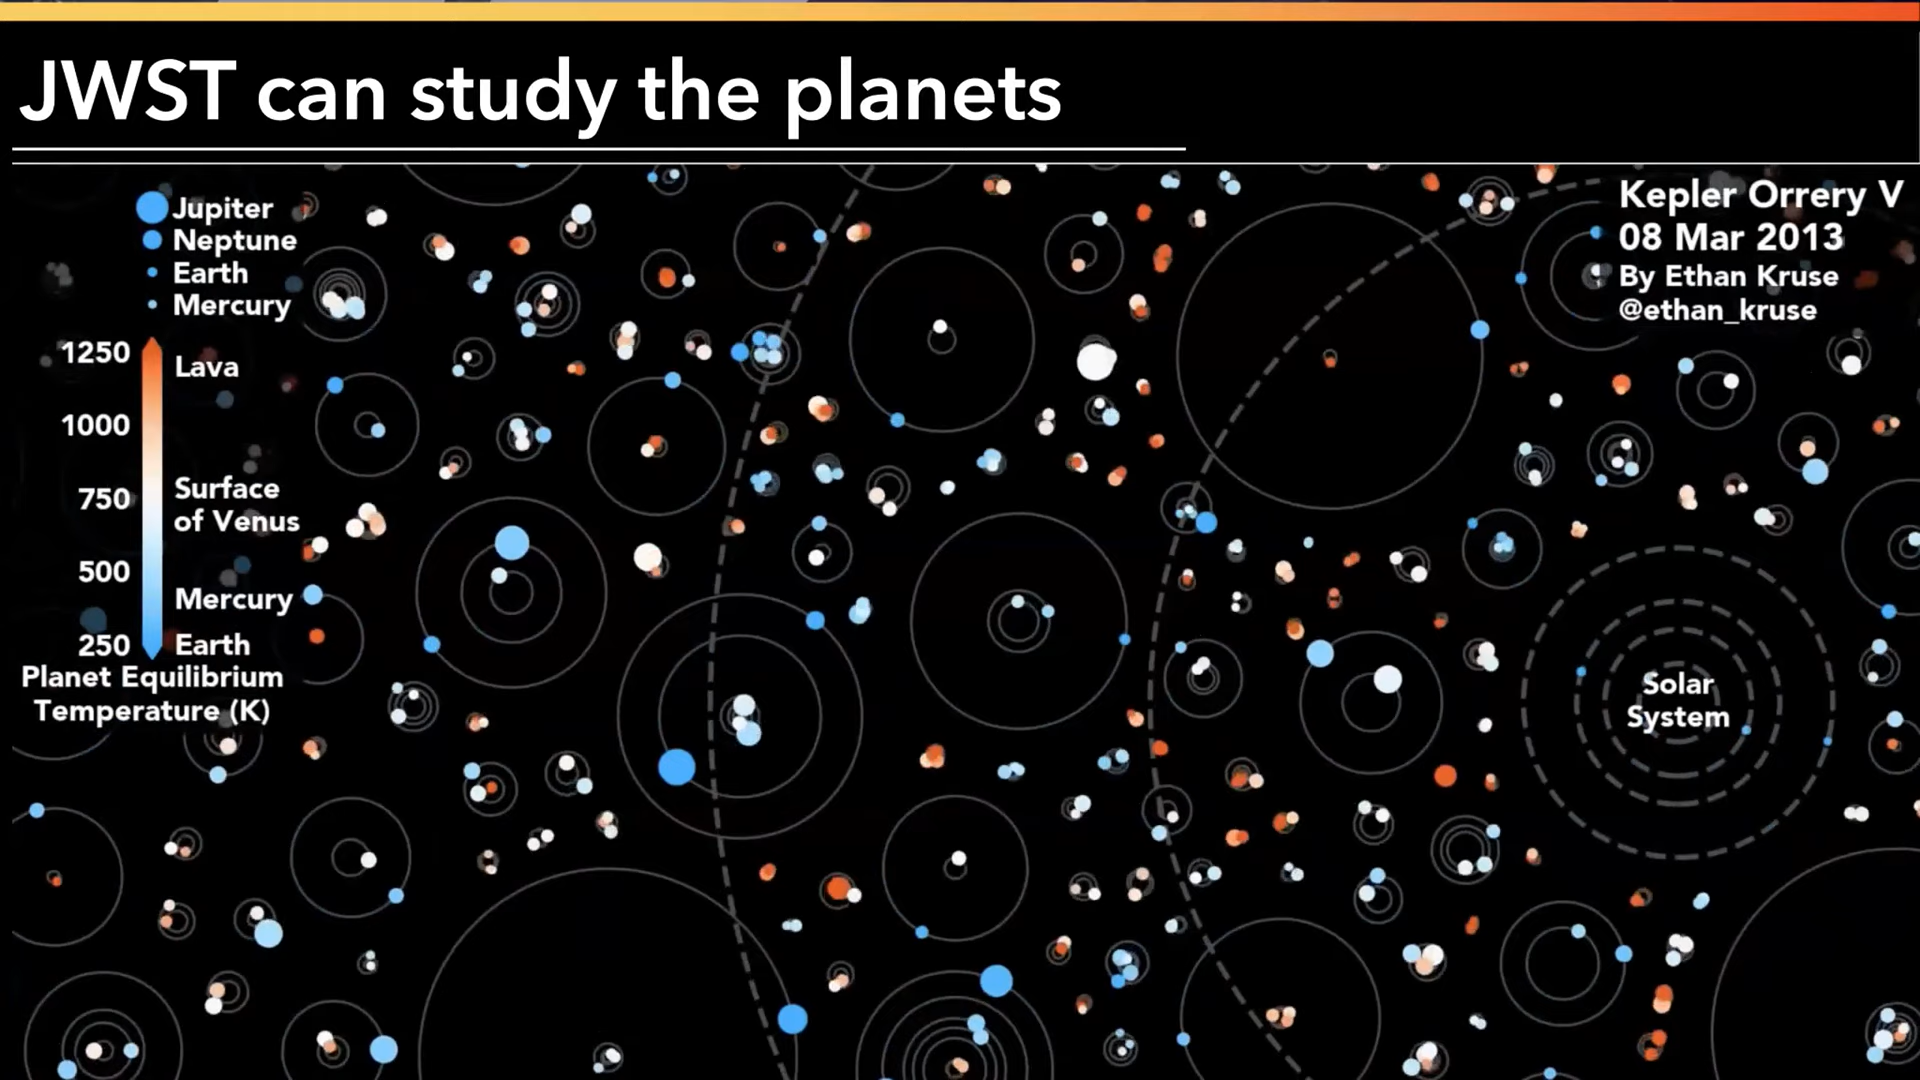 JWST can study the planets
Jupiter
Neptune
Earth
Mercury
1250
Lava
1000
750
Surface
of Venus
500
Mercury
250
Earth
Planet Equilibrium
Temperature (K)
Kepler Orrery V
08 Mar 2013
By Ethan Kruse
@ethan_kruse
Solar
System